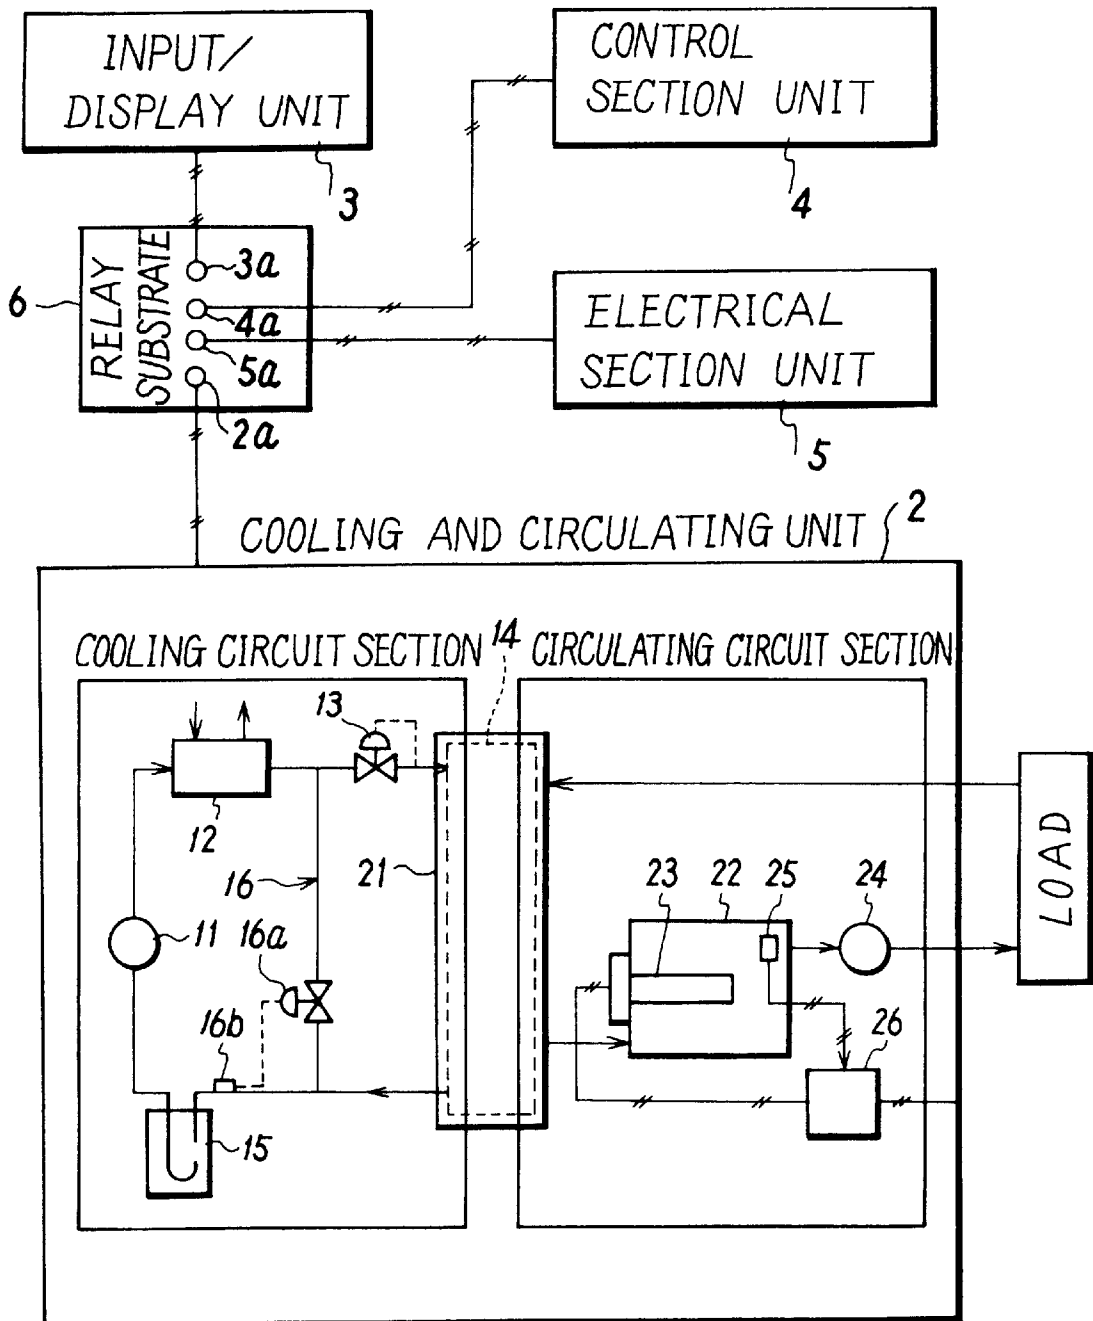 INPUT/
DISPLAY UNIT
3
CONTROL
SECTION UNIT
4
RELAY
SUBSTRATE
6
3a
4a
5a
2a
ELECTRICAL
SECTION UNIT
5
COOLING AND CIRCULATING UNIT
2
COOLING CIRCUIT SECTION
14
CIRCULATING CIRCUIT SECTION
13
12
16
21
11
16a
16b
15
23
22
25
24
26
LOAD